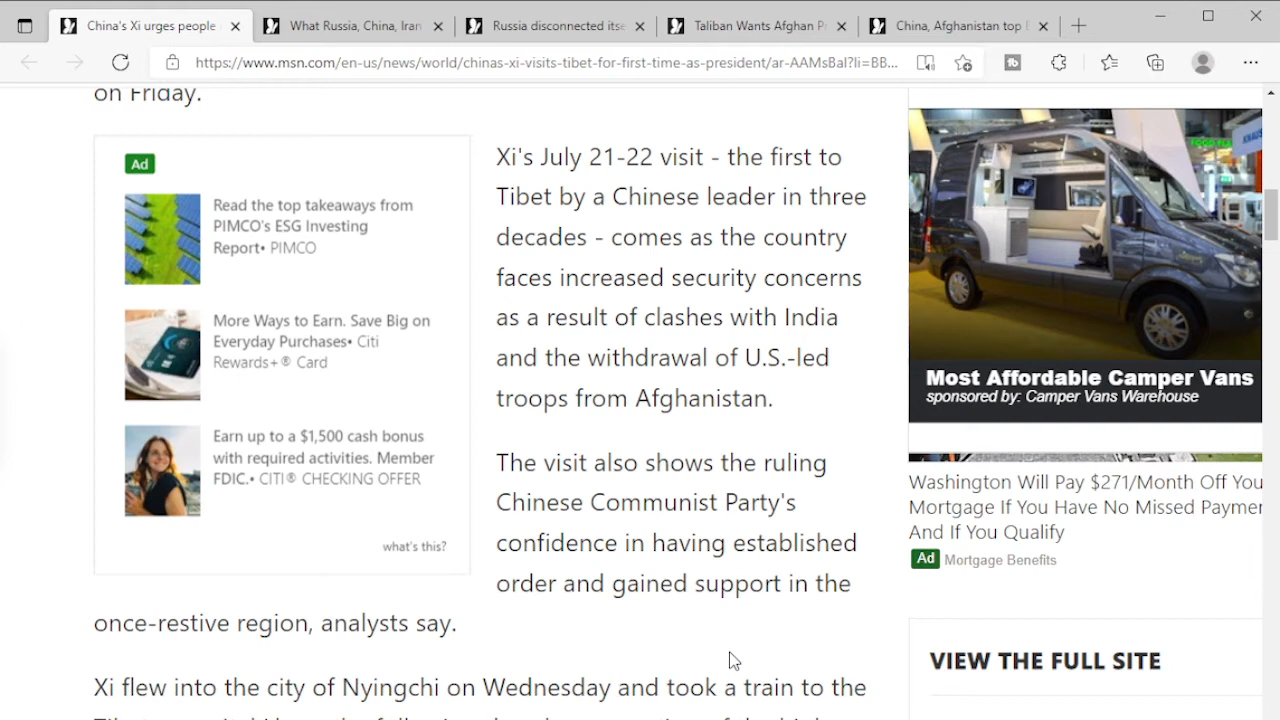 China's Xi urges people
What Russia, China, Iran
Russia disconnected itse
Taliban Wants Afghan P
China, Afghanistan top
https://www.msn.com/en-us/news/world/chinas-xi-visits-tibet-for-first-time-as-president/ar-AAMsBal?li=BB...
on Friday.
Ad
Read the top takeaways from
PIMCO's ESG Investing
Report• PIMCO
More Ways to Earn. Save Big on
Everyday Purchases• Citi
Rewards+® Card
Earn up to a $1,500 cash bonus
with required activities. Member
FDIC.• CITI® CHECKING OFFER
what's this?
Xi's July 21-22 visit - the first to
Tibet by a Chinese leader in three
decades - comes as the country
faces increased security concerns
as a result of clashes with India
and the withdrawal of U.S.-led
troops from Afghanistan.
The visit also shows the ruling
Chinese Communist Party's
confidence in having established
order and gained support in the
once-restive region, analysts say.
Xi flew into the city of Nyingchi on Wednesday and took a train to the
Most Affordable Camper Vans
sponsored by: Camper Vans Warehouse
Washington Will Pay $271/Month Off You
Mortgage If You Have No Missed Paymer
And If You Qualify
Ad Mortgage Benefits
VIEW THE FULL SITE